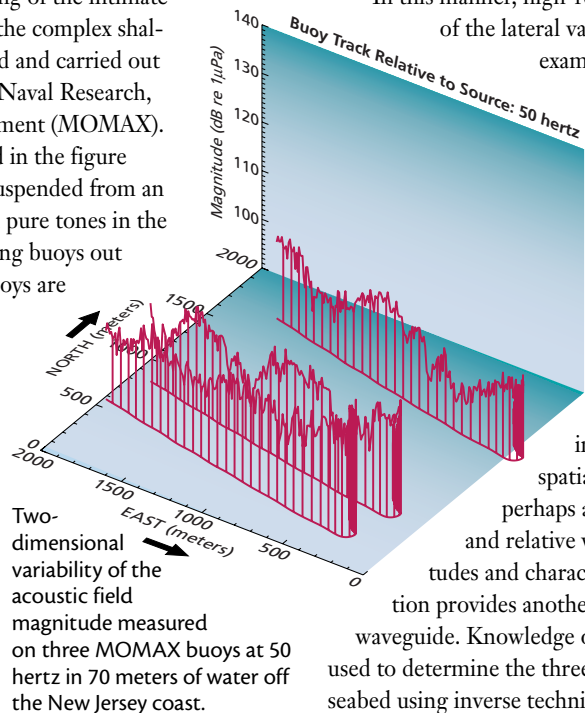 ng of the intimate
the complex shal-
d and carried out
Naval Research,
ment (MOMAX).
in the figure
uspended from an
pure tones in the
ng buoys out
oys are
of the lateral va
exam
Buoy Track Relative to Source: 50 hertz
Magnitude (dB re 1μPa)
140
130
120
110
100
2000
1500
1000
500
0
NORTH (meters)
2000
1500
1000
500
0
EAST (meters)
in
spatia
perhaps a
and relative v
tudes and charac
tion provides anothe
waveguide. Knowledge o
used to determine the three
seabed using inverse techni
Two-
dimensional
variability of the
acoustic field
magnitude measured
on three MOMAX buoys at 50
hertz in 70 meters of water off
the New Jersey coast.